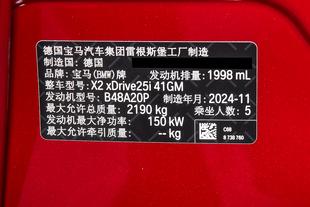 德国宝马汽车集团雷根斯堡工厂制造
制造国: 德国
品牌: 宝马(BMW)牌 发动机排量: 1998 mL
整车型号: X2 xDrive25i 41GM
发动机型号: B48A20P 制造年月: 2024-11
最大允许总质量: 2190 kg 乘坐人数: 5
发动机最大净功率: 150 kW
最大允许牵引质量: -- kg
C68
8 738 760